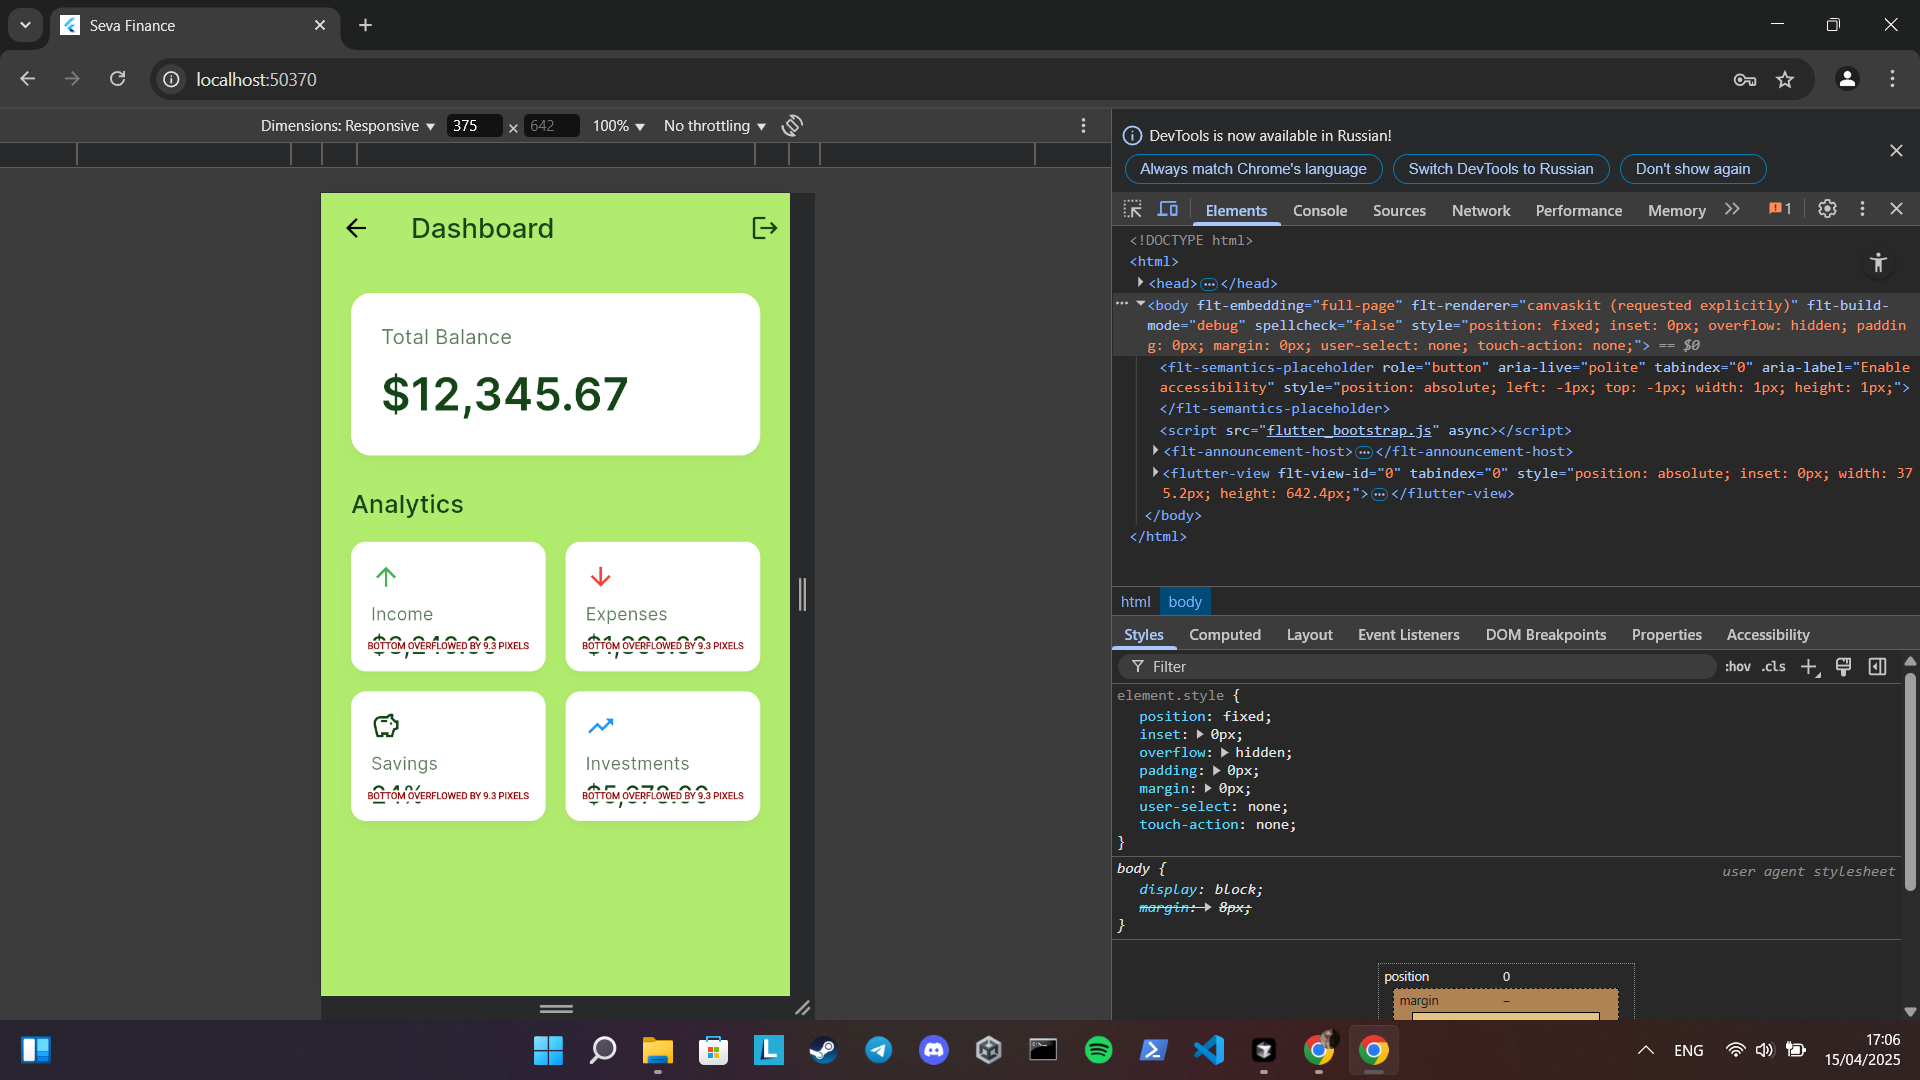 Seva Finance
localhost:50370
Dimensions: Responsive 375 × 642 100% No throttling
DevTools is now available in Russian!
Always match Chrome's language Switch DevTools to Russian Don't show again
Elements Console Sources Network Performance Memory 1
<!DOCTYPE html>
<html>
<head> </head>
<body flt-embedding="full-page" flt-renderer="canvaskit (requested explicitly)" flt-build-
mode="debug" spellcheck="false" style="position: fixed; inset: 0px; overflow: hidden; paddin
g: 0px; margin: 0px; user-select: none; touch-action: none;"> == $0
<flt-semantics-placeholder role="button" aria-live="polite" tabindex="0" aria-label="Enable
accessibility" style="position: absolute; left: -1px; top: -1px; width: 1px; height: 1px;">
</flt-semantics-placeholder>
<script src="flutter_bootstrap.js" async></script>
<flt-announcement-host> </flt-announcement-host>
<flutter-view flt-view-id="0" tabindex="0" style="position: absolute; inset: 0px; width: 37
5.2px; height: 642.4px;"> </flutter-view>
</body>
</html>
html body
Styles Computed Layout Event Listeners DOM Breakpoints Properties Accessibility
Filter :hov .cls
element.style {
position: fixed;
inset: 0px;
overflow: hidden;
padding: 0px;
margin: 0px;
user-select: none;
touch-action: none;
}
body { user agent stylesheet
display: block;
margin: 8px;
}
position 0
margin –
Dashboard
Total Balance
$12,345.67
Analytics
Income
BOTTOM OVERFLOWED BY 9.3 PIXELS
Expenses
BOTTOM OVERFLOWED BY 9.3 PIXELS
Savings
BOTTOM OVERFLOWED BY 9.3 PIXELS
Investments
BOTTOM OVERFLOWED BY 9.3 PIXELS
L
ENG
17:06
15/04/2025